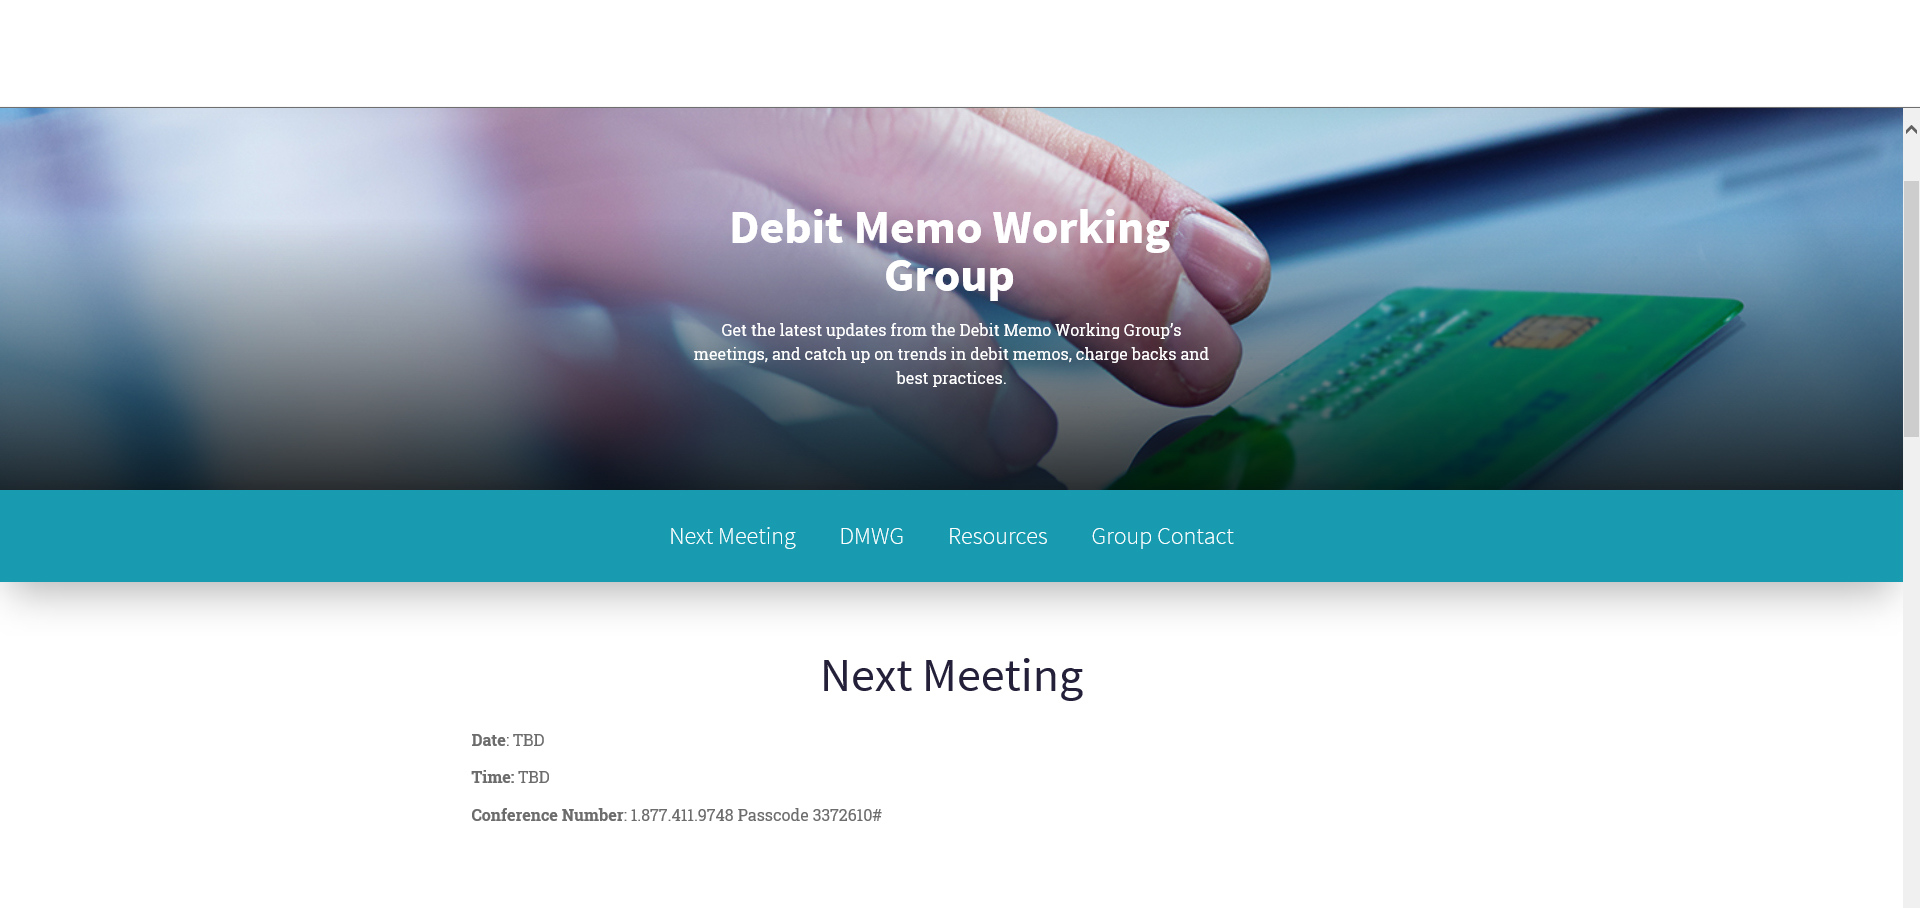 Debit Memo Working
Group
Get the latest updates from the Debit Memo Working Group’s
meetings, and catch up on trends in debit memos, charge backs and
best practices.
Next Meeting DMWG Resources Group Contact
Next Meeting
Date: TBD
Time: TBD
Conference Number: 1.877.411.9748 Passcode 3372610#